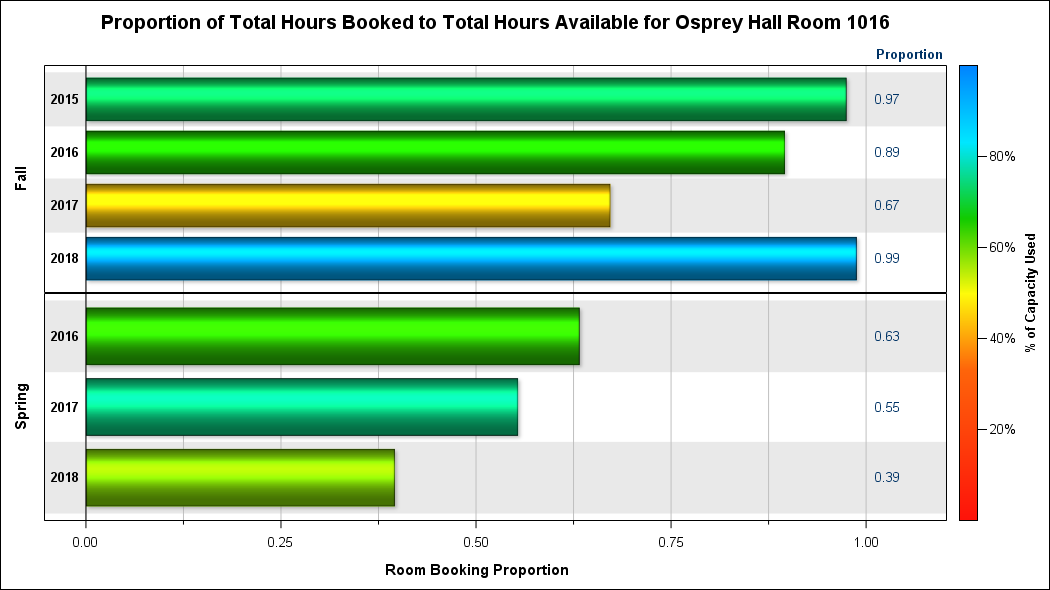 Proportion of Total Hours Booked to Total Hours Available for Osprey Hall Room 1016
Proportion
Fall
2015 0.97
2016 0.89
2017 0.67
2018 0.99
Spring
2016 0.63
2017 0.55
2018 0.39
0.00 0.25 0.50 0.75 1.00
Room Booking Proportion
80%
60%
40%
20%
% of Capacity Used